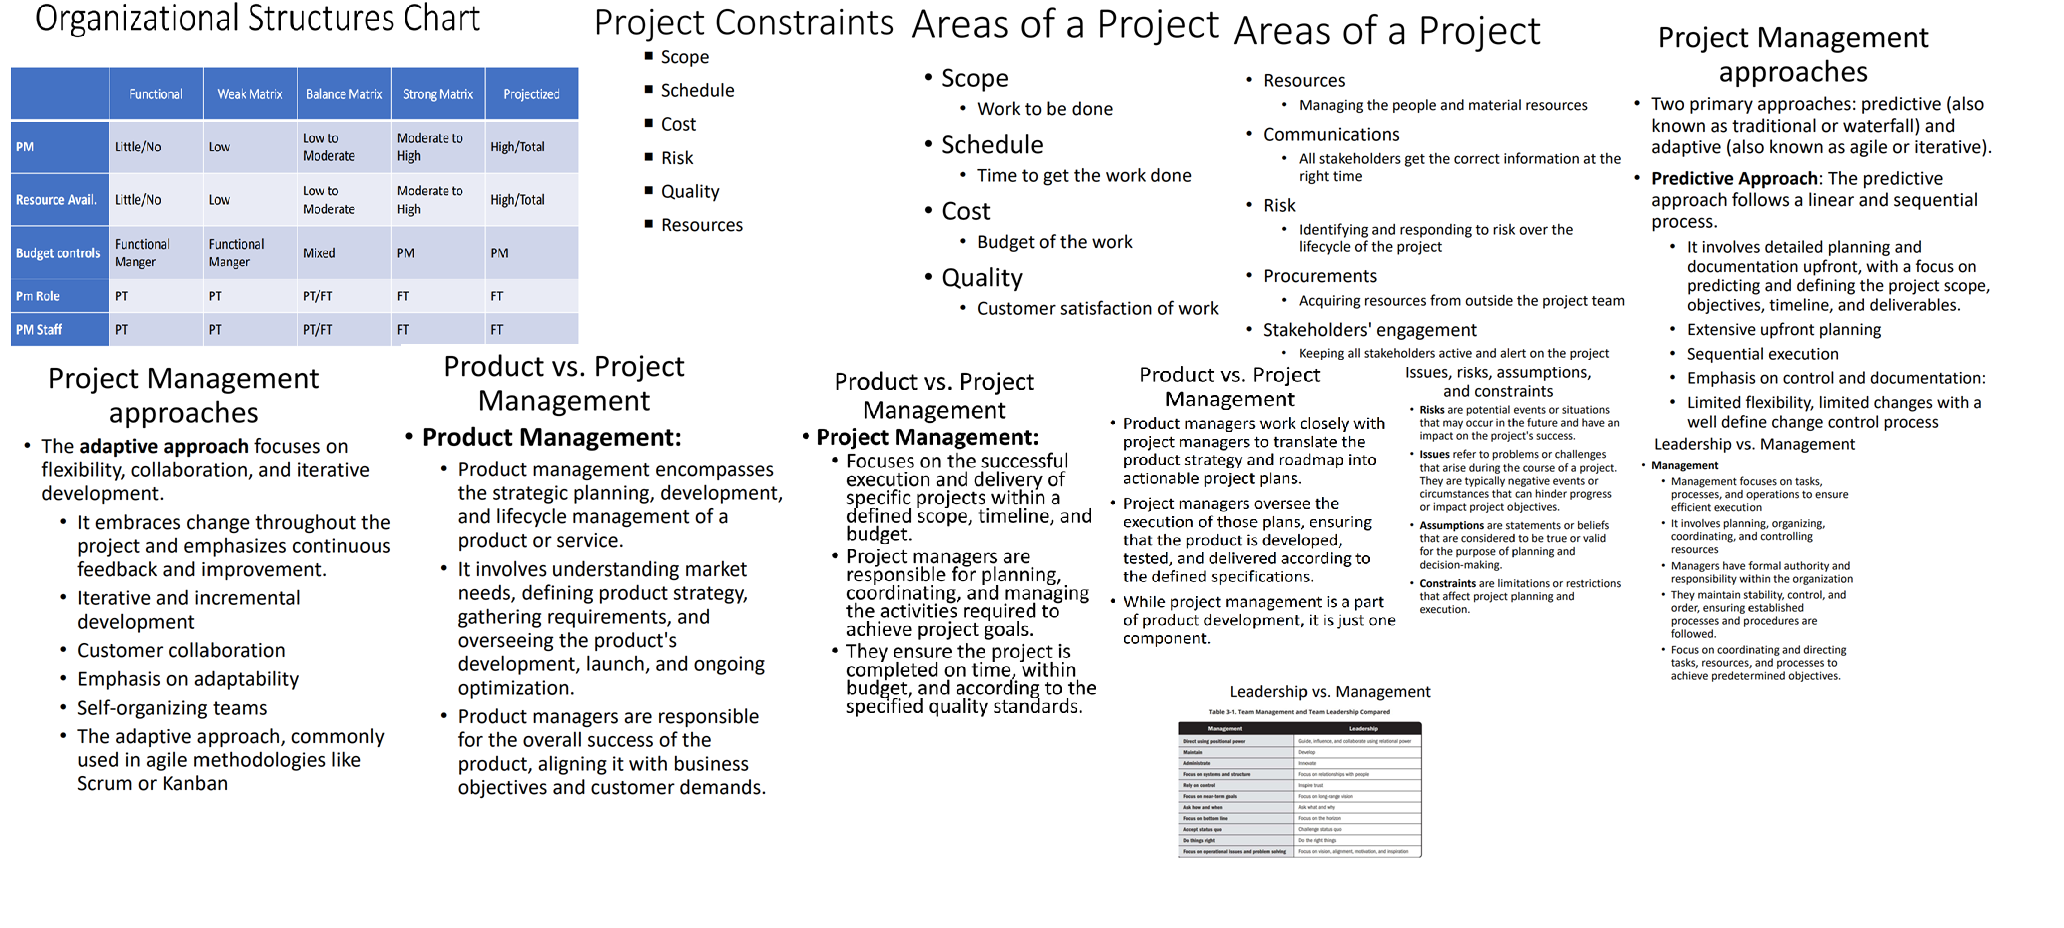 Organizational Structures Chart
Functional Weak Matrix Balance Matrix Strong Matrix Projectized
PM Little/No Low Low to Moderate Moderate to High High/Total
Resource Avail. Little/No Low Low to Moderate Moderate to High High/Total
Budget controls Functional Manger Functional Manger Mixed PM PM
Pm Role PT PT PT/FT FT FT
PM Staff PT PT PT/FT FT FT
Project Constraints
Scope
Schedule
Cost
Risk
Quality
Resources
Areas of a Project
• Scope
• Work to be done
• Schedule
• Time to get the work done
• Cost
• Budget of the work
• Quality
• Customer satisfaction of work
Areas of a Project
• Resources
• Managing the people and material resources
• Communications
• All stakeholders get the correct information at the
right time
• Risk
• Identifying and responding to risk over the
lifecycle of the project
• Procurements
• Acquiring resources from outside the project team
• Stakeholders' engagement
• Keeping all stakeholders active and alert on the project
Project Management
approaches
• Two primary approaches: predictive (also
known as traditional or waterfall) and
adaptive (also known as agile or iterative).
• Predictive Approach: The predictive
approach follows a linear and sequential
process.
• It involves detailed planning and
documentation upfront, with a focus on
predicting and defining the project scope,
objectives, timeline, and deliverables.
• Extensive upfront planning
• Sequential execution
• Emphasis on control and documentation:
• Limited flexibility, limited changes with a
well define change control process
Project Management
approaches
• The adaptive approach focuses on
flexibility, collaboration, and iterative
development.
• It embraces change throughout the
project and emphasizes continuous
feedback and improvement.
• Iterative and incremental
development
• Customer collaboration
• Emphasis on adaptability
• Self-organizing teams
• The adaptive approach, commonly
used in agile methodologies like
Scrum or Kanban
Product vs. Project
Management
• Product Management:
• Product management encompasses
the strategic planning, development,
and lifecycle management of a
product or service.
• It involves understanding market
needs, defining product strategy,
gathering requirements, and
overseeing the product's
development, launch, and ongoing
optimization.
• Product managers are responsible
for the overall success of the
product, aligning it with business
objectives and customer demands.
Product vs. Project
Management
• Project Management:
• Focuses on the successful
execution and delivery of
specific projects within a
defined scope, timeline, and
budget.
• Project managers are
responsible for planning,
coordinating, and managing
the activities required to
achieve project goals.
• They ensure the project is
completed on time, within
budget, and according to the
specified quality standards.
Product vs. Project
Management
• Product managers work closely with
project managers to translate the
product strategy and roadmap into
actionable project plans.
• Project managers oversee the
execution of those plans, ensuring
that the product is developed,
tested, and delivered according to
the defined specifications.
• While project management is a part
of product development, it is just one
component.
Issues, risks, assumptions,
and constraints
• Risks are potential events or situations
that may occur in the future and have an
impact on the project's success.
• Issues refer to problems or challenges
that arise during the course of a project.
They are typically negative events or
circumstances that can hinder progress
or impact project objectives.
• Assumptions are statements or beliefs
that are considered to be true or valid
for the purpose of planning and
decision-making.
• Constraints are limitations or restrictions
that affect project planning and
execution.
Leadership vs. Management
• Management
• Management focuses on tasks,
processes, and operations to ensure
efficient execution
• It involves planning, organizing,
coordinating, and controlling
resources
• Managers have formal authority and
responsibility within the organization
• They maintain stability, control, and
order, ensuring established
processes and procedures are
followed.
• Focus on coordinating and directing
tasks, resources, and processes to
achieve predetermined objectives.
Leadership vs. Management
Table 3-1. Team Management and Team Leadership Compared
Management Leadership
Direct using positional power Guide, influence, and collaborate using relational power
Maintain Develop
Administrate Innovate
Focus on systems and structure Focus on relationships with people
Rely on control Inspire trust
Focus on near-term goals Focus on long-range vision
Ask how and when Ask what and why
Focus on bottom line Focus on the horizon
Accept status quo Challenge status quo
Do things right Do the right things
Focus on operational issues and problem solving Focus on vision, alignment, motivation, and inspiration